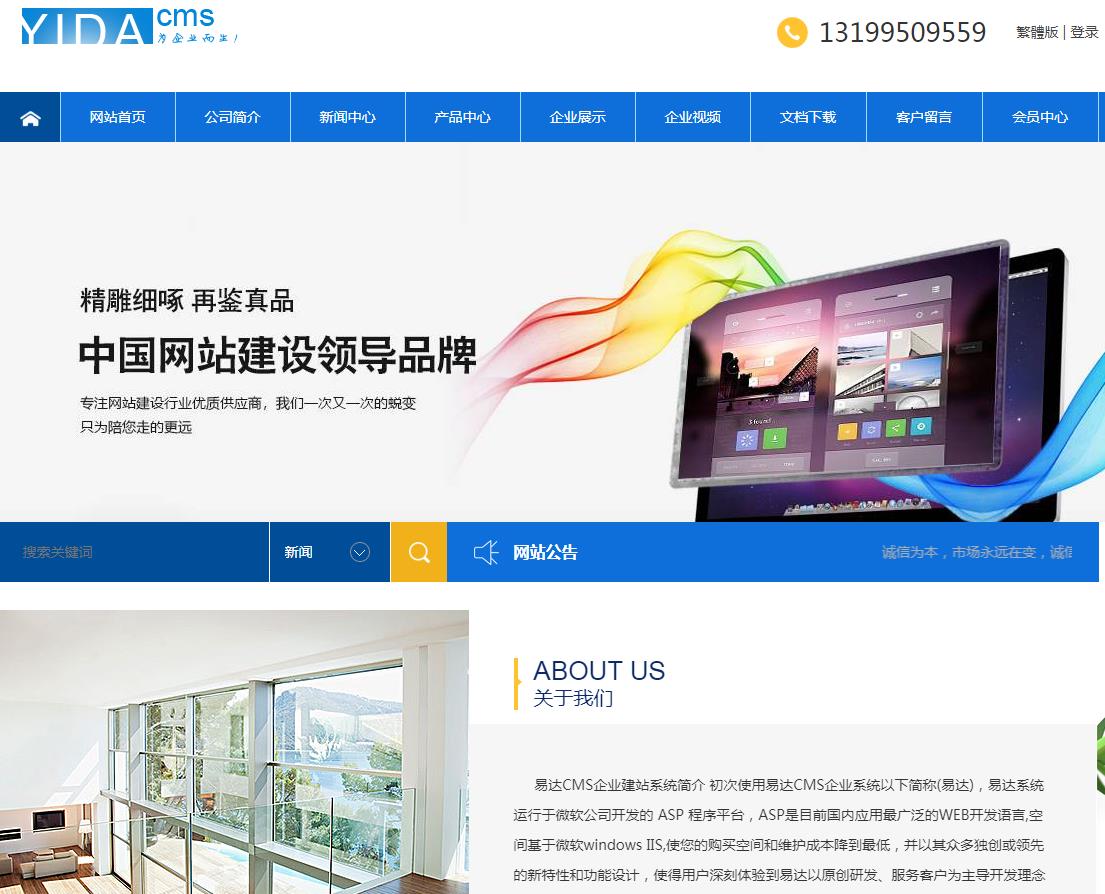 YIDA cms
为企业而生！
13199509559 繁體版 | 登录
网站首页 公司简介 新闻中心 产品中心 企业展示 企业视频 文档下载 客户留言 会员中心
精雕细啄 再鉴真品
中国网站建设领导品牌
专注网站建设行业优质供应商，我们一次又一次的蜕变
只为陪您走的更远
搜索关键词 新闻 网站公告 诚信为本，市场永远在变，诚信
ABOUT US
关于我们
易达CMS企业建站系统简介 初次使用易达CMS企业系统以下简称(易达)，易达系统
运行于微软公司开发的 ASP 程序平台，ASP是目前国内应用最广泛的WEB开发语言,空
间基于微软windows IIS,使您的购买空间和维护成本降到最低，并以其众多独创或领先
的新特性和功能设计，使得用户深刻体验到易达以原创研发、服务客户为主导开发理念